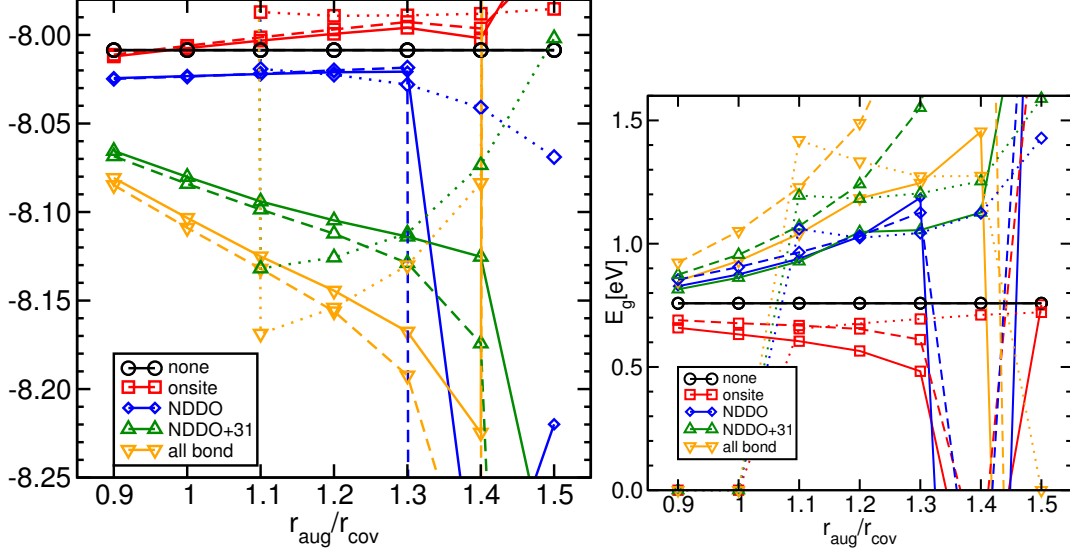 -8.00
-8.05
-8.10
-8.15
-8.20
-8.25
none
onsite
NDDO
NDDO+31
all bond
0.9 1.0 1.1 1.2 1.3 1.4 1.5
r_aug/r_cov
E_g[eV]
1.5
1.0
0.5
0.0
none
onsite
NDDO
NDDO+31
all bond
0.9 1.0 1.1 1.2 1.3 1.4 1.5
r_aug/r_cov